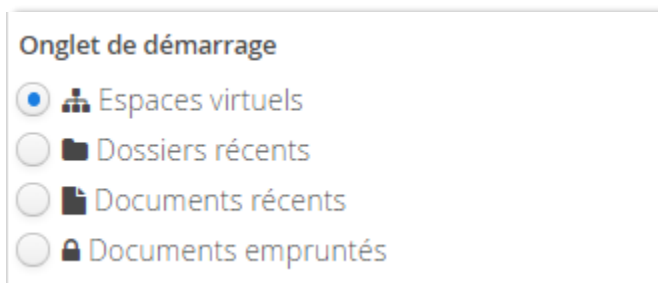 Onglet de démarrage
Espaces virtuels
Dossiers récents
Documents récents
Documents empruntés